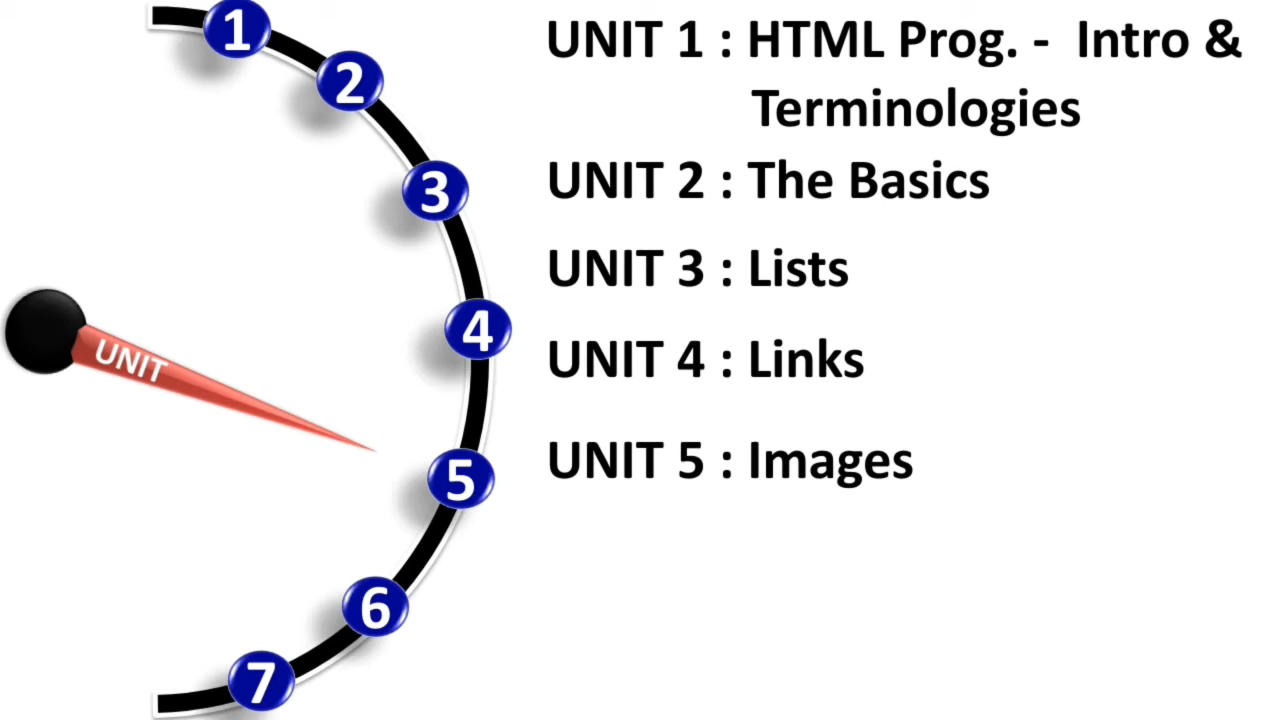 1
2
3
4
5
6
7
UNIT
UNIT 1 : HTML Prog. - Intro &
Terminologies
UNIT 2 : The Basics
UNIT 3 : Lists
UNIT 4 : Links
UNIT 5 : Images